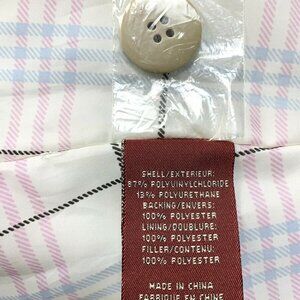 SHELL/EXTERIEUR:
87% POLYVINYLCHLORIDE
13% POLYURETHANE
BACKING/ENVERS:
100% POLYESTER
LINING/DOUBLURE:
100% POLYESTER
FILLER/CONTENU:
100% POLYESTER
MADE IN CHINA
FABRIQUE EN CHINE